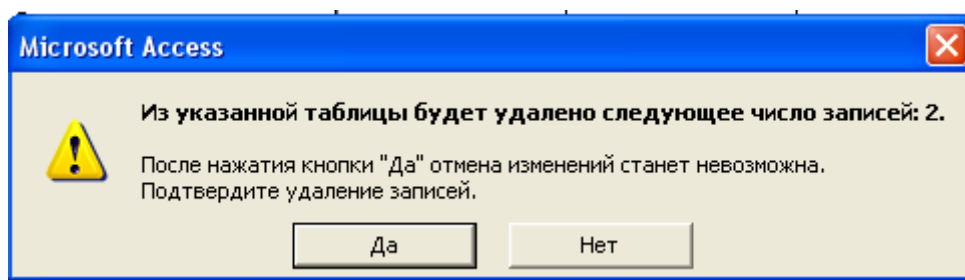 Microsoft Access
Из указанной таблицы будет удалено следующее число записей: 2.
После нажатия кнопки "Да" отмена изменений станет невозможна.
Подтвердите удаление записей.
Да
Нет